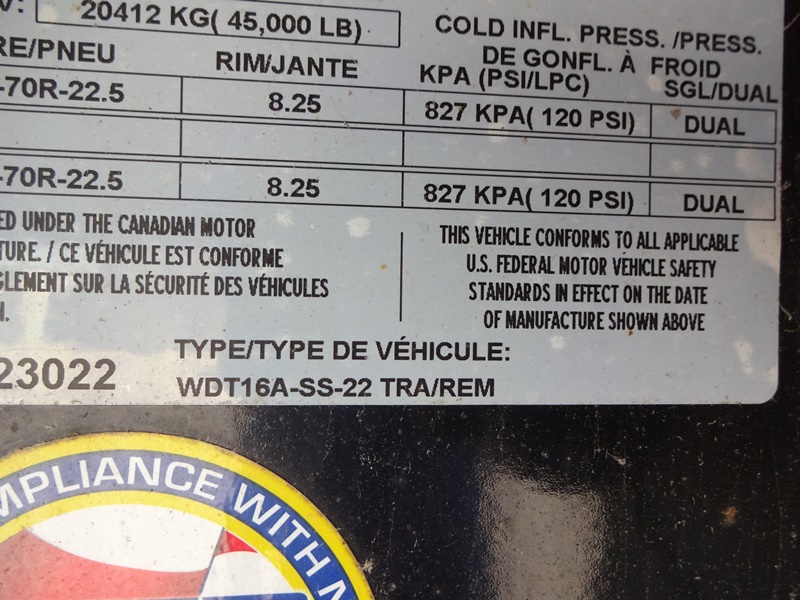 V: 20412 KG( 45,000 LB)
COLD INFL. PRESS. /PRESS.
DE GONFL. À FROID
RE/PNEU RIM/JANTE KPA (PSI/LPC) SGL/DUAL
-70R-22.5 8.25 827 KPA( 120 PSI) DUAL
-70R-22.5 8.25 827 KPA( 120 PSI) DUAL
ED UNDER THE CANADIAN MOTOR
TURE. / CE VÉHICULE EST CONFORME
GLEMENT SUR LA SÉCURITÉ DES VÉHICULES
N.
THIS VEHICLE CONFORMS TO ALL APPLICABLE
U.S. FEDERAL MOTOR VEHICLE SAFETY
STANDARDS IN EFFECT ON THE DATE
OF MANUFACTURE SHOWN ABOVE
TYPE/TYPE DE VÉHICULE:
23022 WDT16A-SS-22 TRA/REM
MPLIANCE WITH N